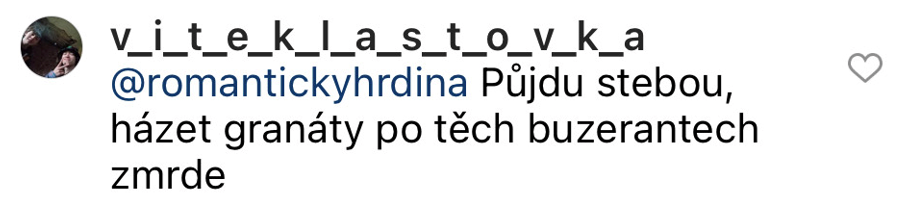 v_i_t_e_k_l_a_s_t_o_v_k_a
@romantickyhrdina Půjdu stebou,
házet granáty po těch buzerantech
zmrde